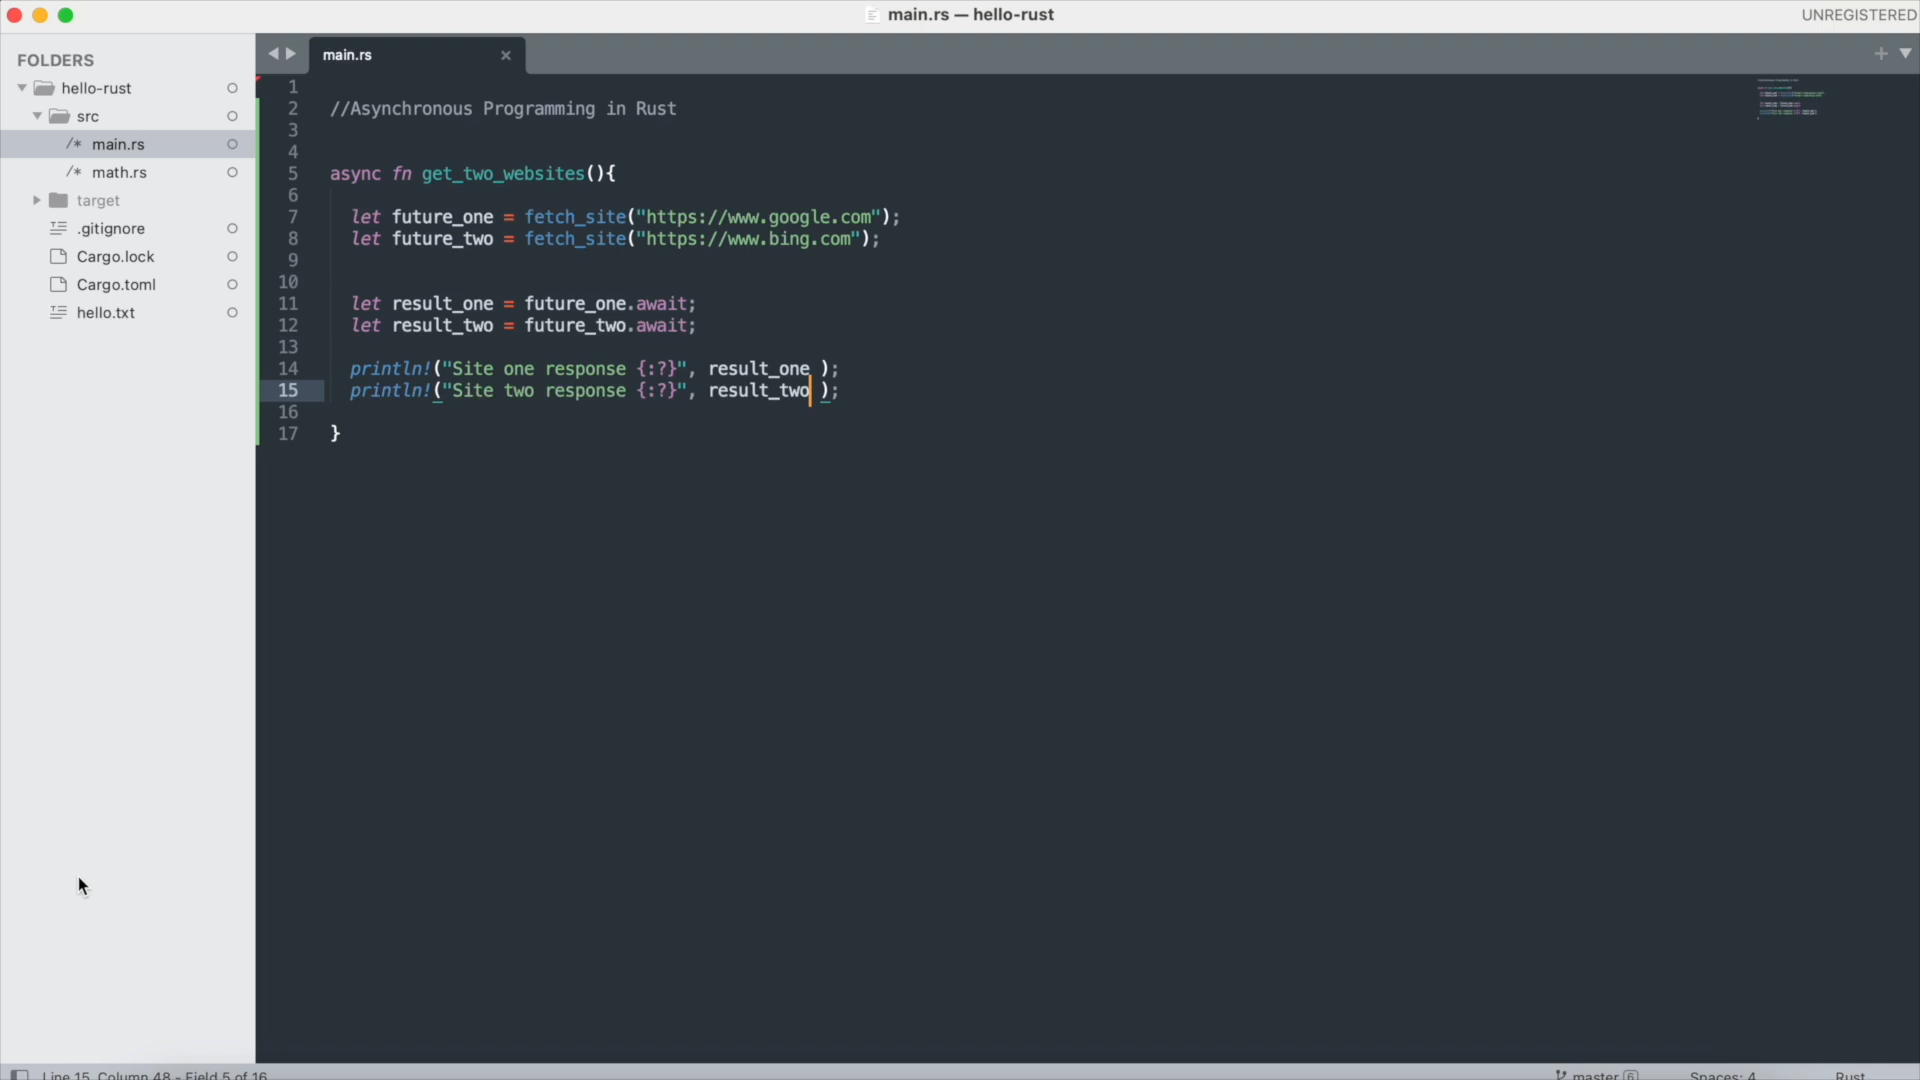 main.rs — hello-rust
UNREGISTERED
FOLDERS
hello-rust
src
/* main.rs
/* math.rs
target
.gitignore
Cargo.lock
Cargo.toml
hello.txt
main.rs
1
2 //Asynchronous Programming in Rust
3
4
5 async fn get_two_websites(){
6
7 let future_one = fetch_site("https://www.google.com");
8 let future_two = fetch_site("https://www.bing.com");
9
10
11 let result_one = future_one.await;
12 let result_two = future_two.await;
13
14 println!("Site one response {:?}", result_one );
15 println!("Site two response {:?}", result_two );
16
17 }
Line 15, Column 48 - Field 5 of 16
master 6
Spaces: 4
Rust